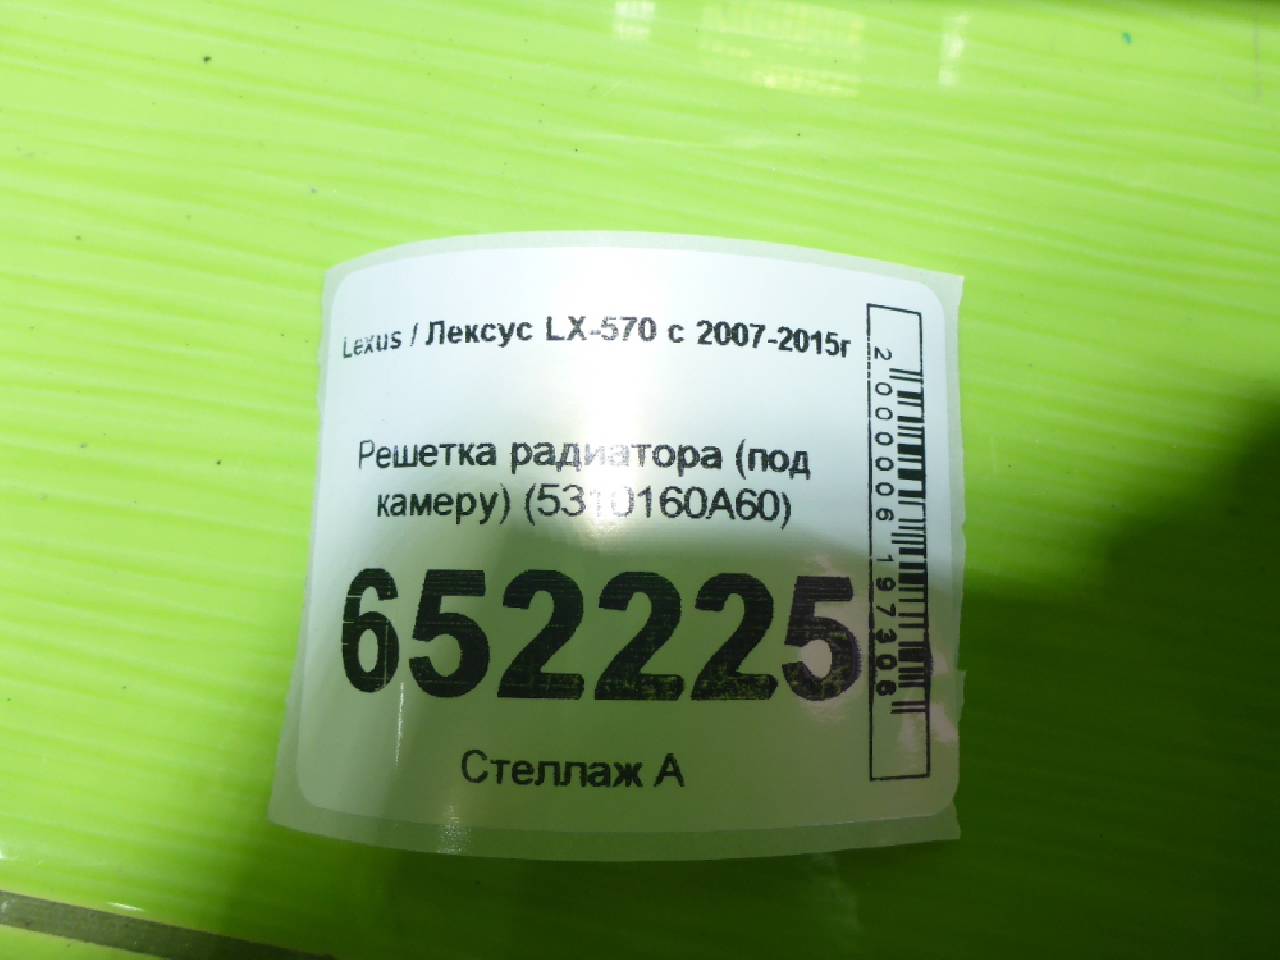 Lexus / Лексус LX-570 с 2007-2015г
Решетка радиатора (под
камеру) (5310160A60)
652225
Стеллаж А
2000006197306